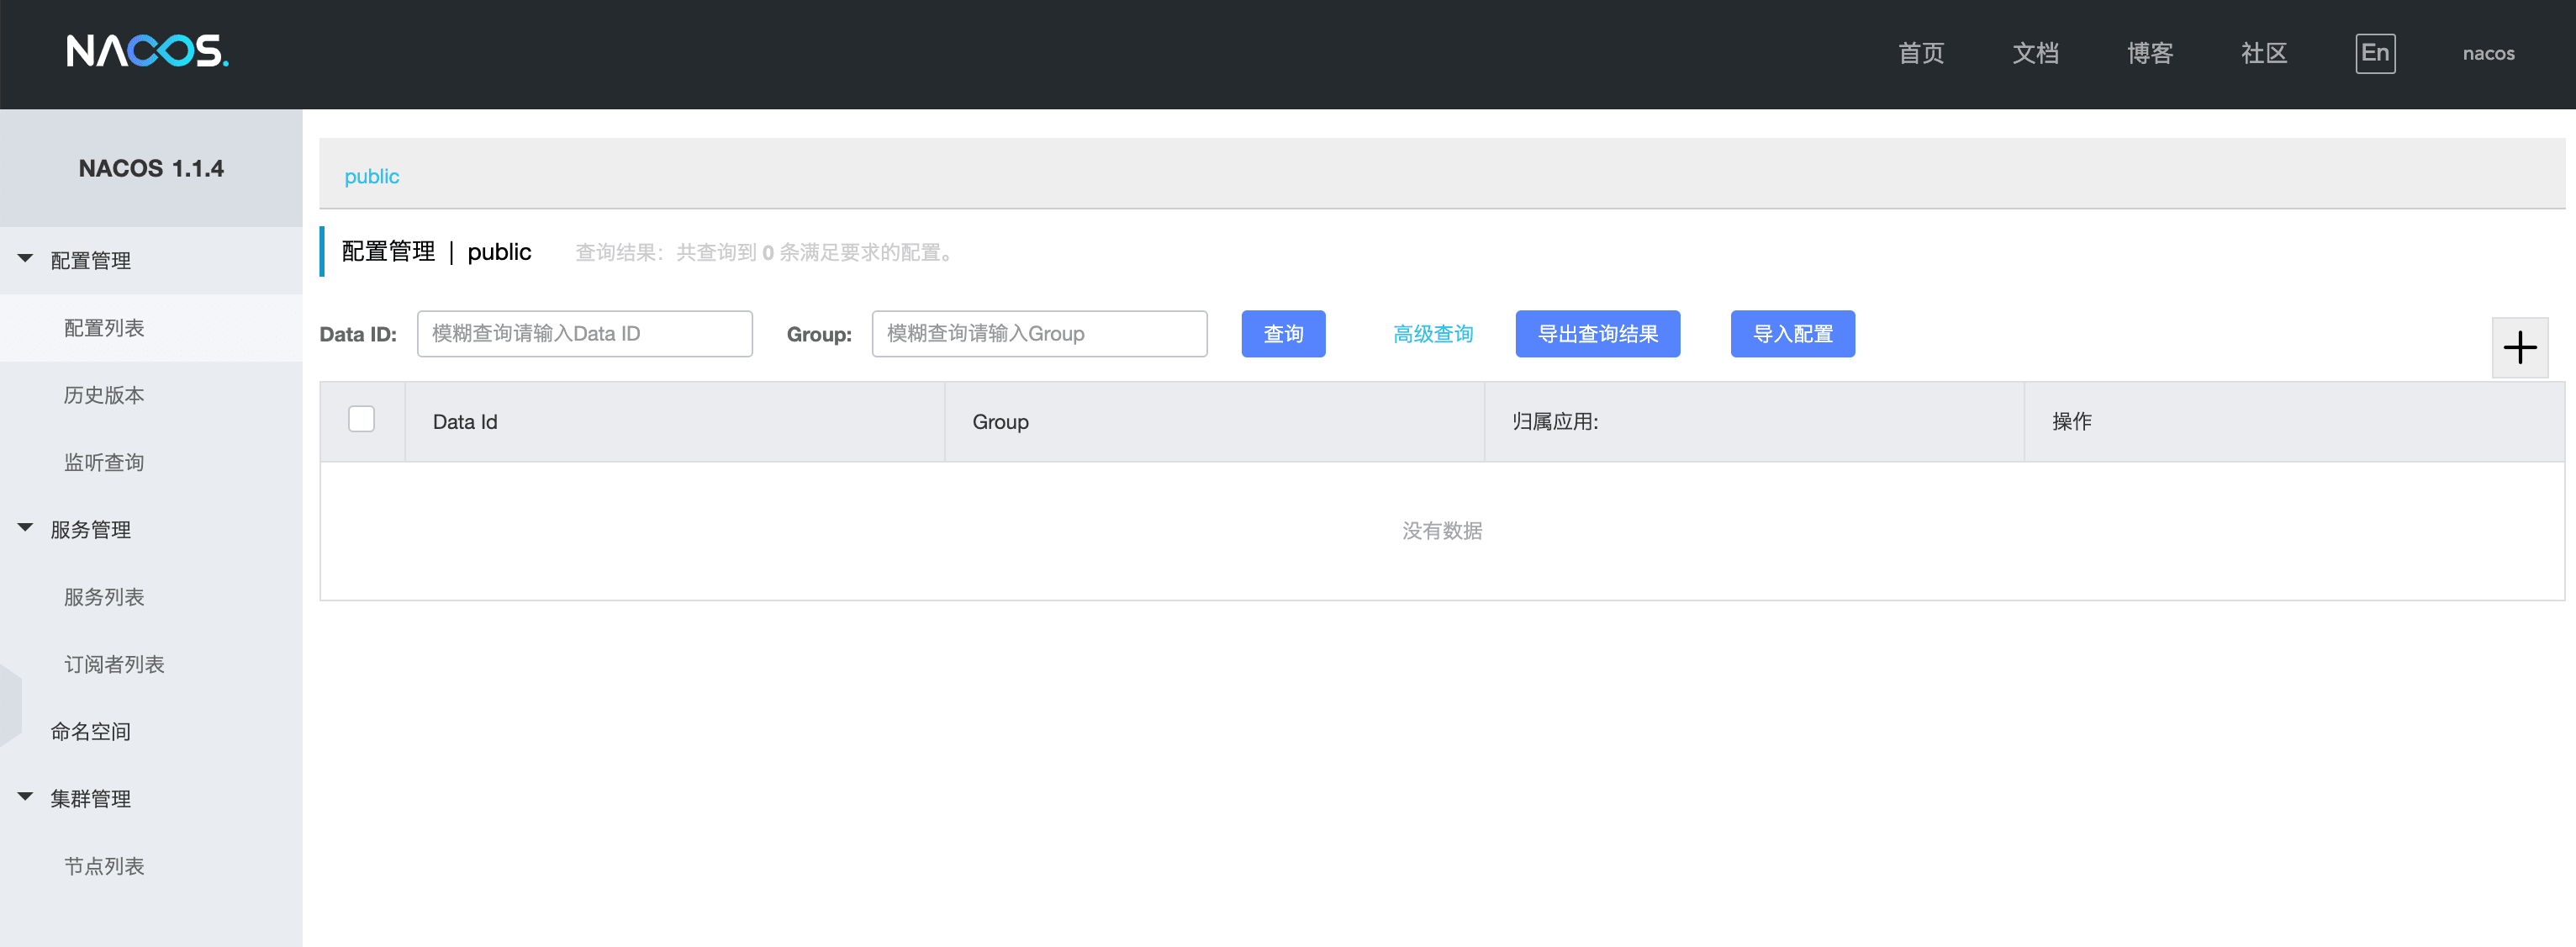 NACOS.
首页 文档 博客 社区 En nacos
NACOS 1.1.4
配置管理
配置列表
历史版本
监听查询
服务管理
服务列表
订阅者列表
命名空间
集群管理
节点列表
public
配置管理 | public 查询结果：共查询到 0 条满足要求的配置。
Data ID: 模糊查询请输入Data ID Group: 模糊查询请输入Group 查询 高级查询 导出查询结果 导入配置
Data Id Group 归属应用: 操作
没有数据